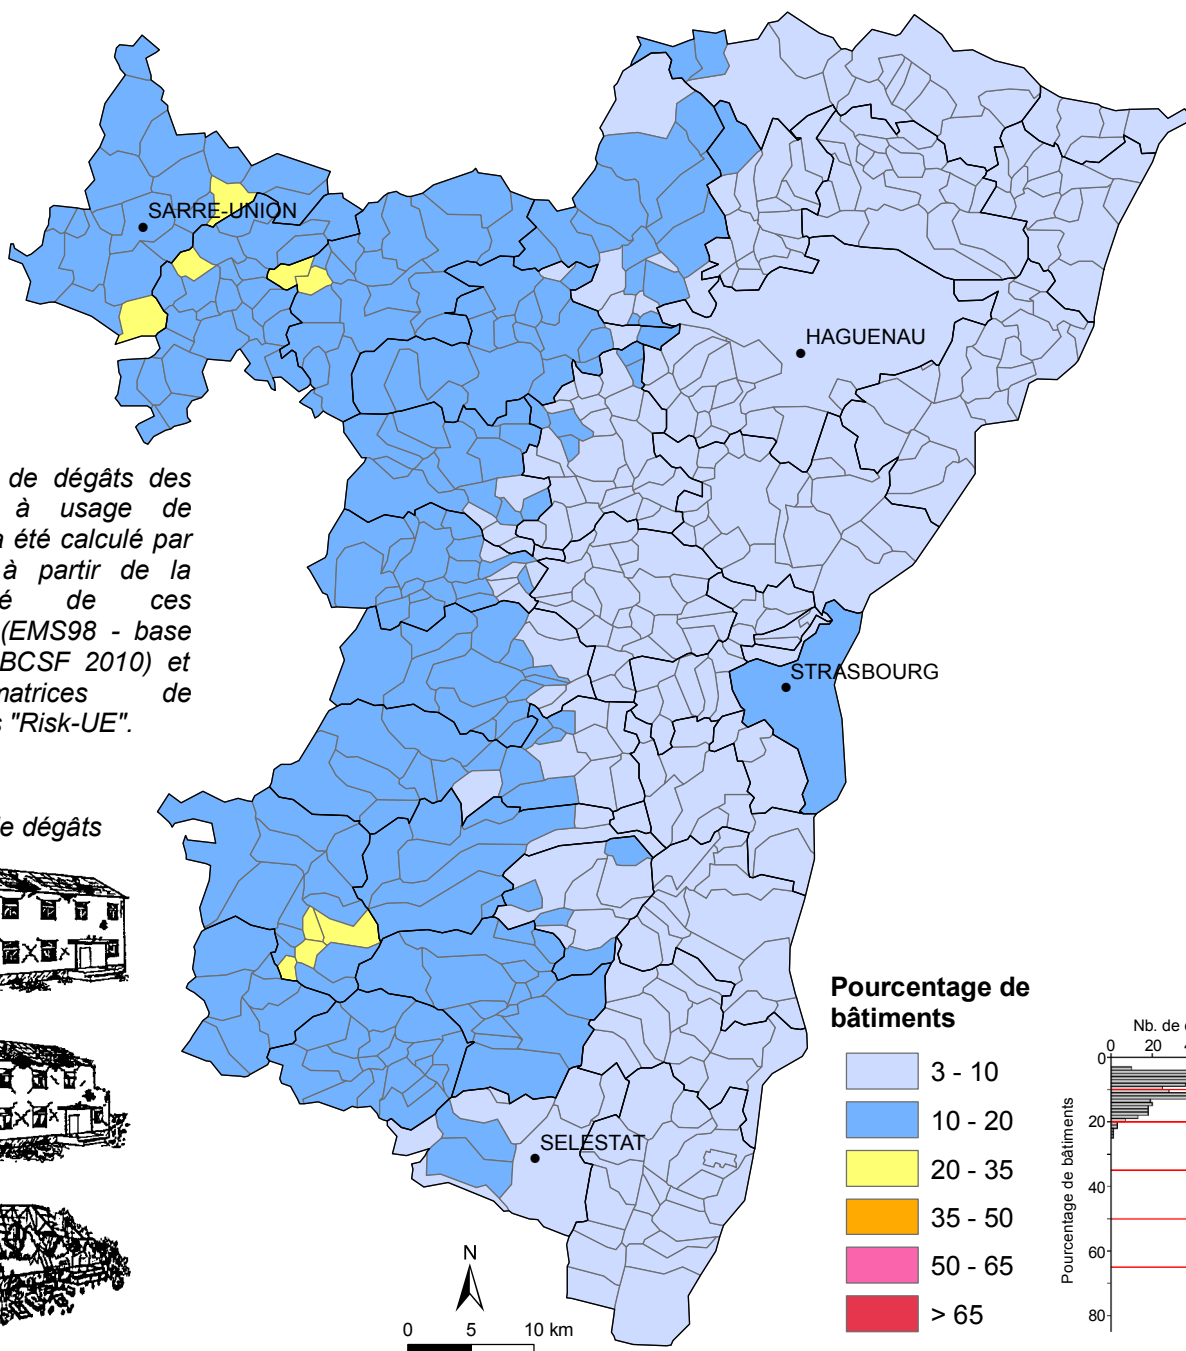 SARRE-UNION
HAGUENAU
de dégâts des
à usage de
été calculé par
à partir de la
de ces
(EMS98 - base
BCSF 2010) et
de
"Risk-UE".
STRASBOURG
de dégâts
SELESTAT
N
0 5 10 km
Pourcentage de
bâtiments
3 - 10
10 - 20
20 - 35
35 - 50
50 - 65
> 65
Nb. de
0 20
Pourcentage de bâtiments
0
20
40
60
80